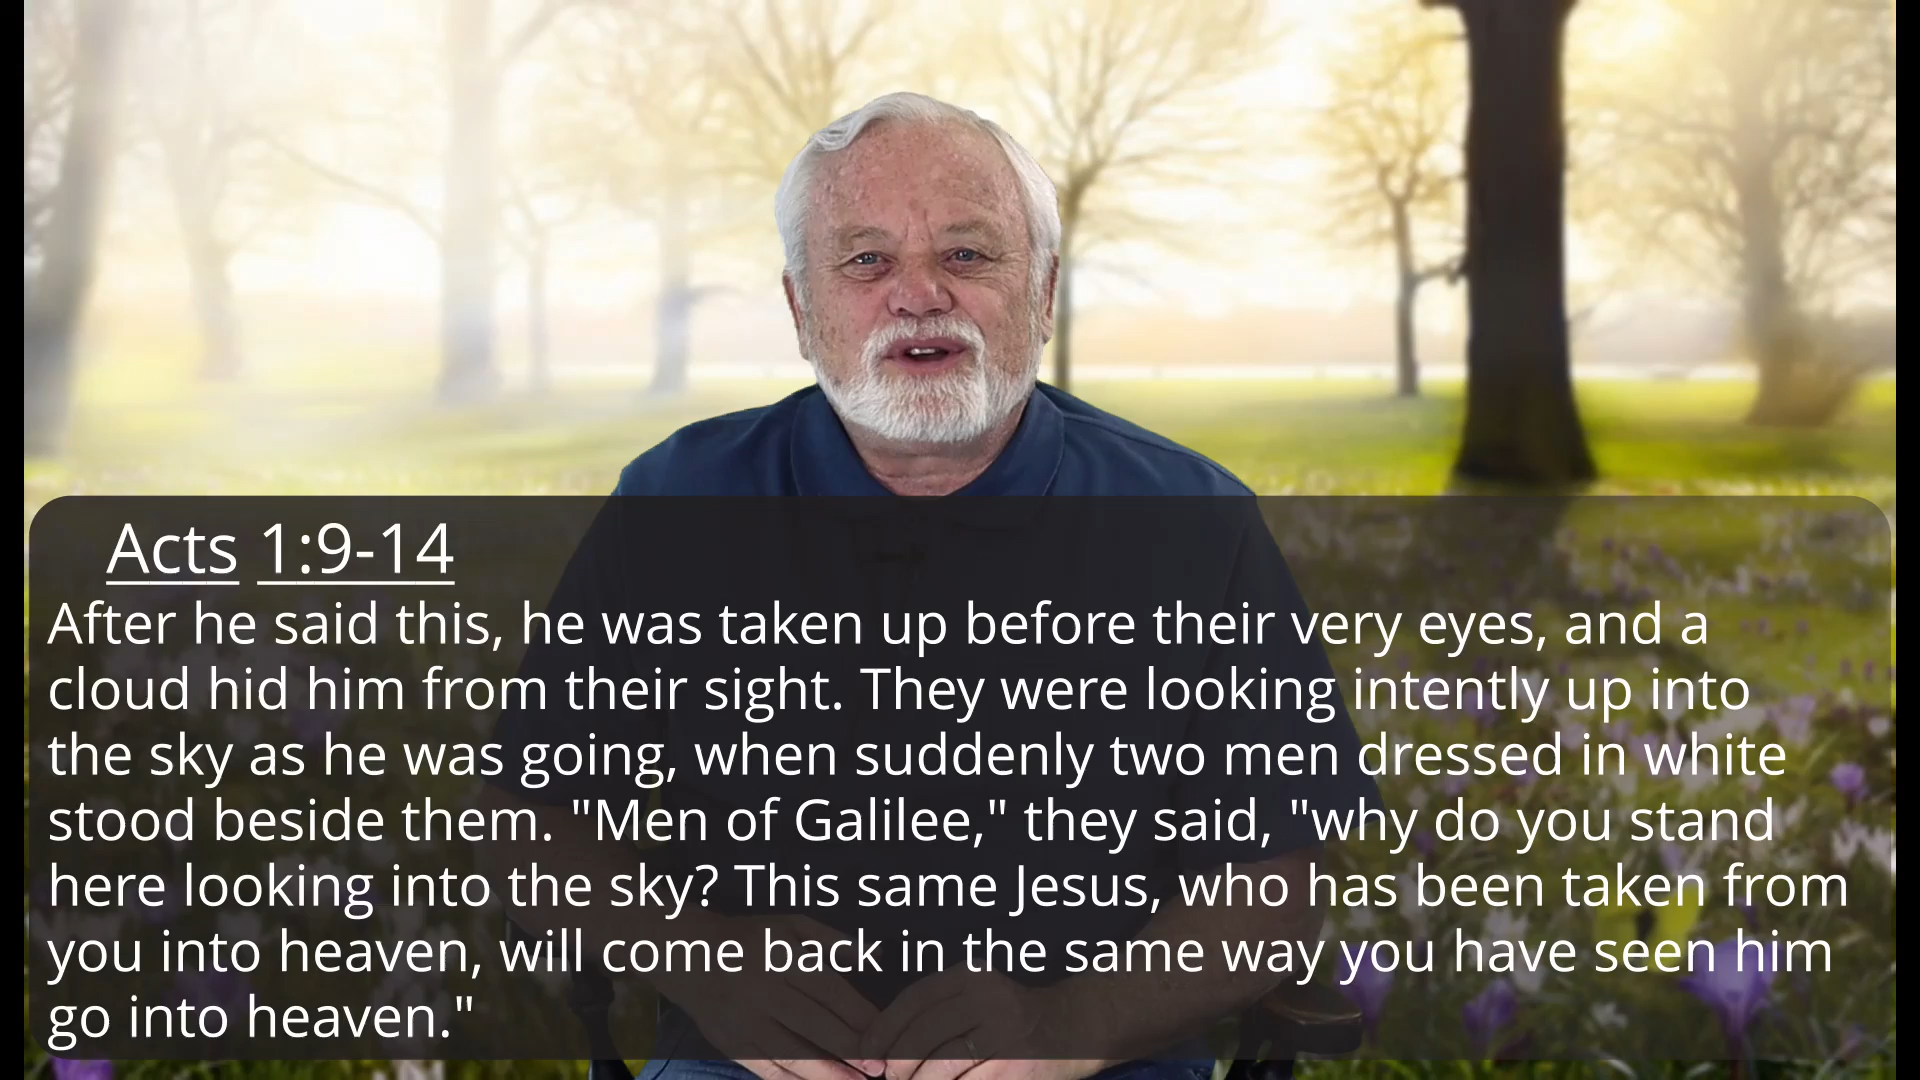 Acts 1:9-14
After he said this, he was taken up before their very eyes, and a
cloud hid him from their sight. They were looking intently up into
the sky as he was going, when suddenly two men dressed in white
stood beside them. "Men of Galilee," they said, "why do you stand
here looking into the sky? This same Jesus, who has been taken from
you into heaven, will come back in the same way you have seen him
go into heaven."